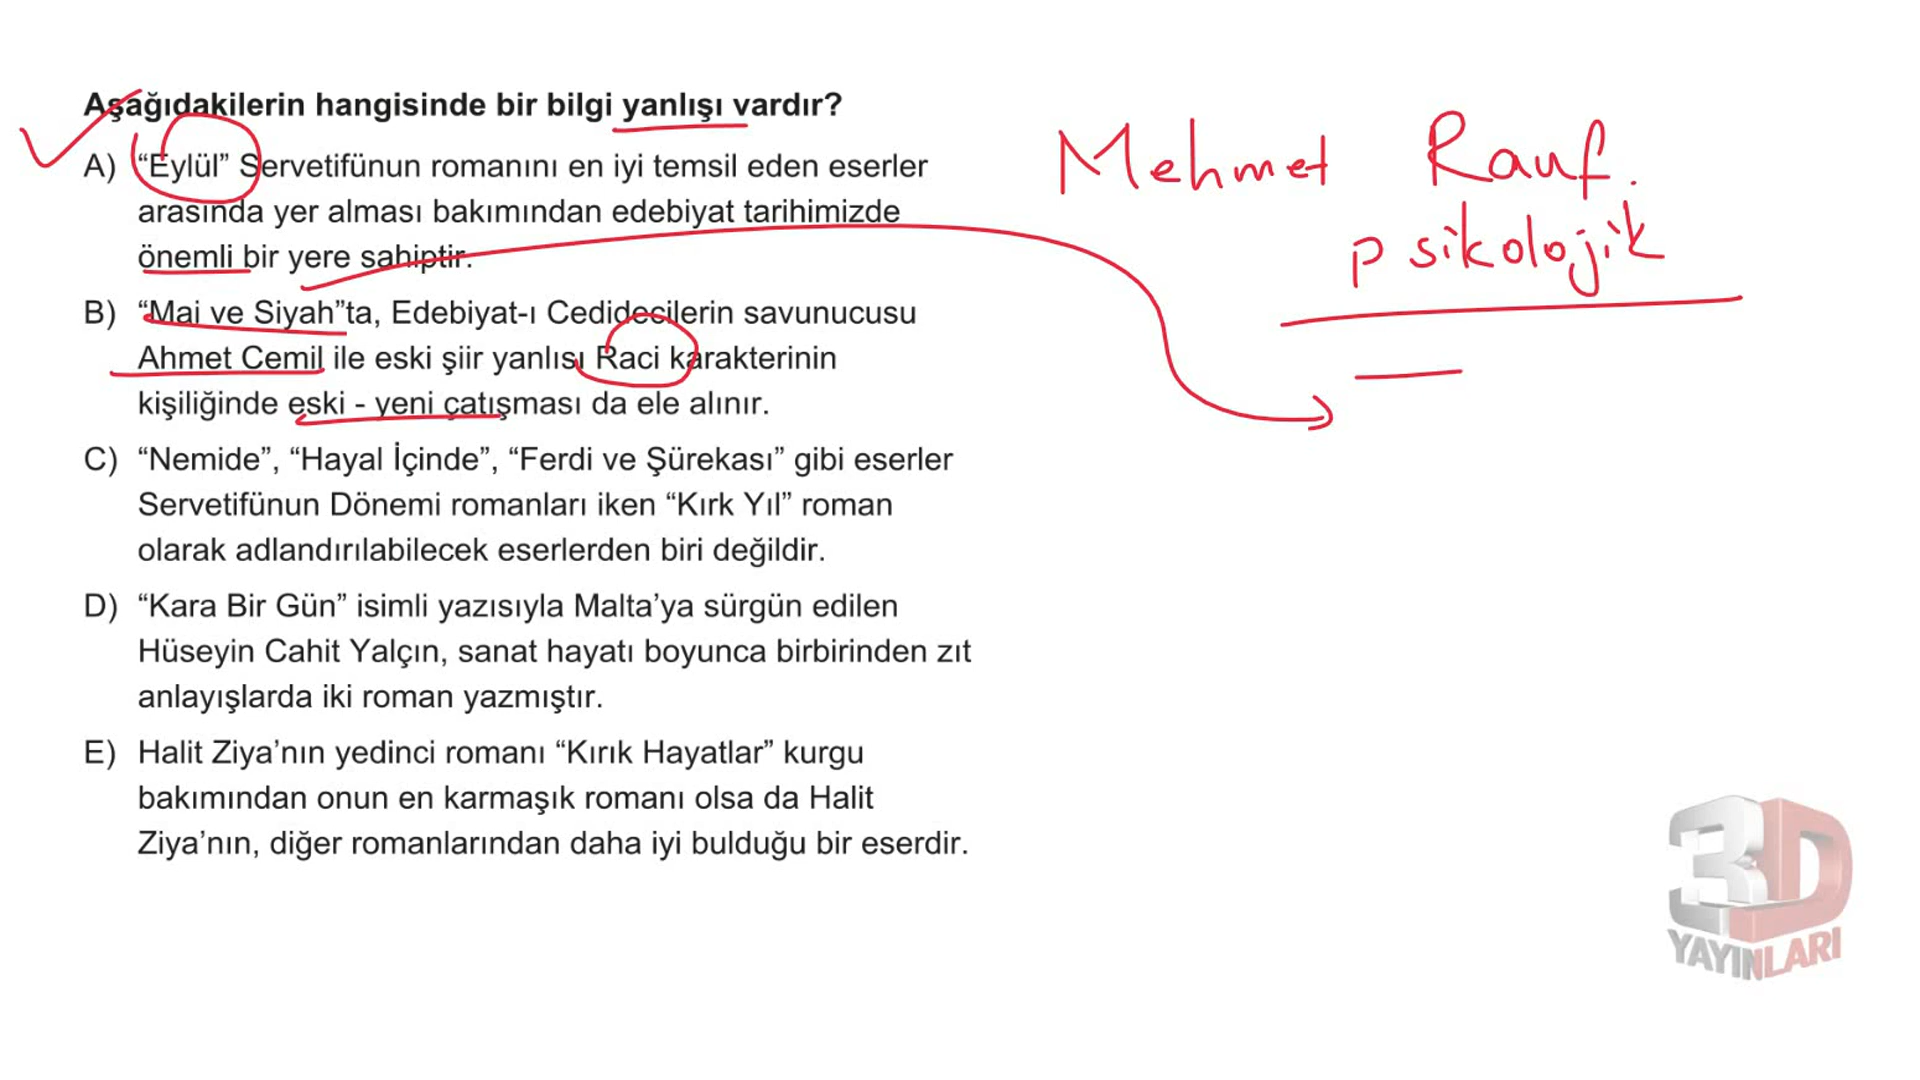 Aşağıdakilerin hangisinde bir bilgi yanlışı vardır?
A) “Eylül” Servetifünun romanını en iyi temsil eden eserler
arasında yer alması bakımından edebiyat tarihimizde
önemli bir yere sahiptir.
B) “Mai ve Siyah”ta, Edebiyat-ı Cedidecilerin savunucusu
Ahmet Cemil ile eski şiir yanlısı Raci karakterinin
kişiliğinde eski - yeni çatışması da ele alınır.
C) “Nemide”, “Hayal İçinde”, “Ferdi ve Şürekası” gibi eserler
Servetifünun Dönemi romanları iken “Kırk Yıl” roman
olarak adlandırılabilecek eserlerden biri değildir.
D) “Kara Bir Gün” isimli yazısıyla Malta’ya sürgün edilen
Hüseyin Cahit Yalçın, sanat hayatı boyunca birbirinden zıt
anlayışlarda iki roman yazmıştır.
E) Halit Ziya’nın yedinci romanı “Kırık Hayatlar” kurgu
bakımından onun en karmaşık romanı olsa da Halit
Ziya’nın, diğer romanlarından daha iyi bulduğu bir eserdir.
Mehmet Rauf.
psikolojik
3D
YAYINLARI